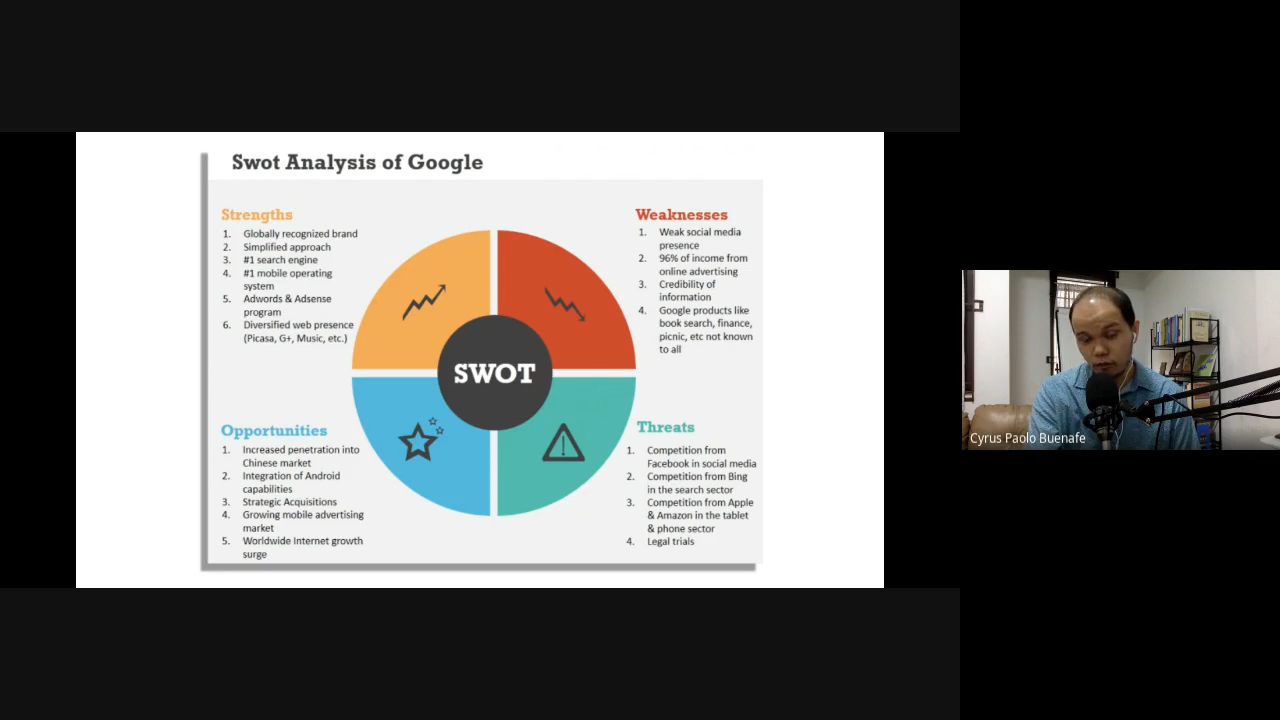 Swot Analysis of Google
Strengths
1. Globally recognized brand
2. Simplified approach
3. #1 search engine
4. #1 mobile operating
system
5. Adwords & Adsense
program
6. Diversified web presence
(Picasa, G+, Music, etc.)
Weaknesses
1. Weak social media
presence
2. 96% of income from
online advertising
3. Credibility of
information
4. Google products like
book search, finance,
picnic, etc not known
to all
SWOT
Opportunities
1. Increased penetration into
Chinese market
2. Integration of Android
capabilities
3. Strategic Acquisitions
4. Growing mobile advertising
market
5. Worldwide Internet growth
surge
Threats
1. Competition from
Facebook in social media
2. Competition from Bing
in the search sector
3. Competition from Apple
& Amazon in the tablet
& phone sector
4. Legal trials
Cyrus Paolo Buenafe